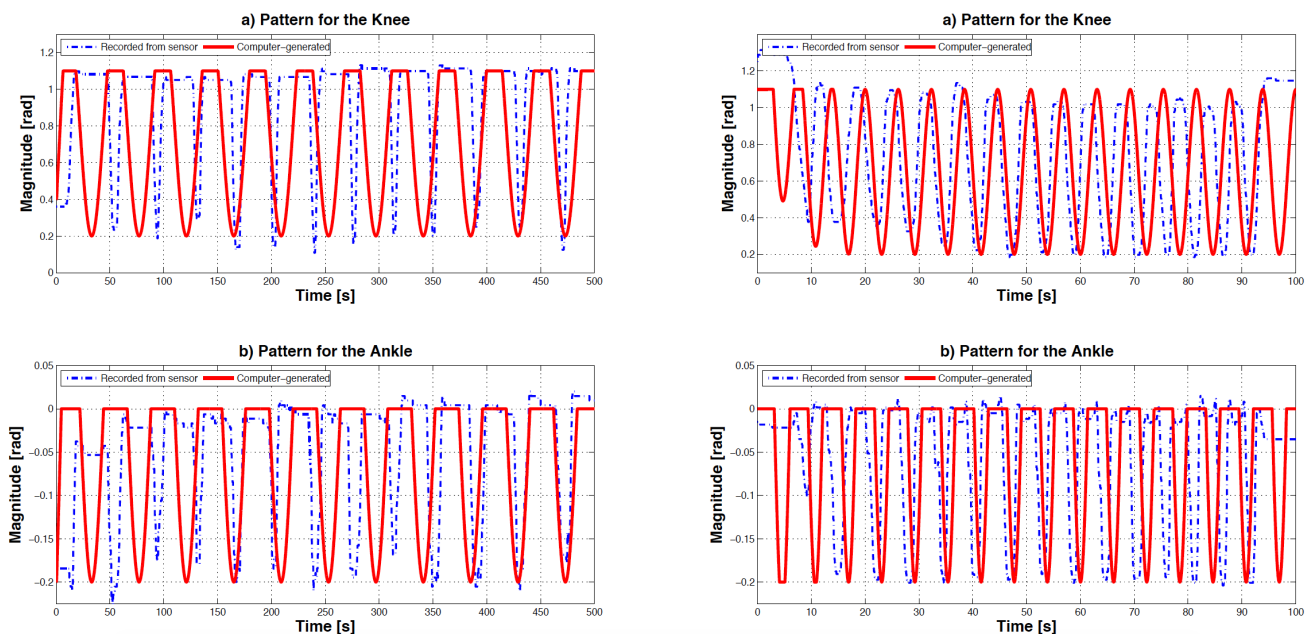 a) Pattern for the Knee
Recorded from sensor Computer-generated
1.2
1
0.8
0.6
0.4
0.2
0
Magnitude [rad]
0 50 100 150 200 250 300 350 400 450 500
Time [s]
a) Pattern for the Knee
Recorded from sensor Computer-generated
1.2
1
0.8
0.6
0.4
0.2
Magnitude [rad]
0 10 20 30 40 50 60 70 80 90 100
Time [s]
b) Pattern for the Ankle
Recorded from sensor Computer-generated
0.05
0
−0.05
−0.1
−0.15
−0.2
Magnitude [rad]
0 50 100 150 200 250 300 350 400 450 500
Time [s]
b) Pattern for the Ankle
Recorded from sensor Computer-generated
0.05
0
−0.05
−0.1
−0.15
−0.2
Magnitude [rad]
0 10 20 30 40 50 60 70 80 90 100
Time [s]